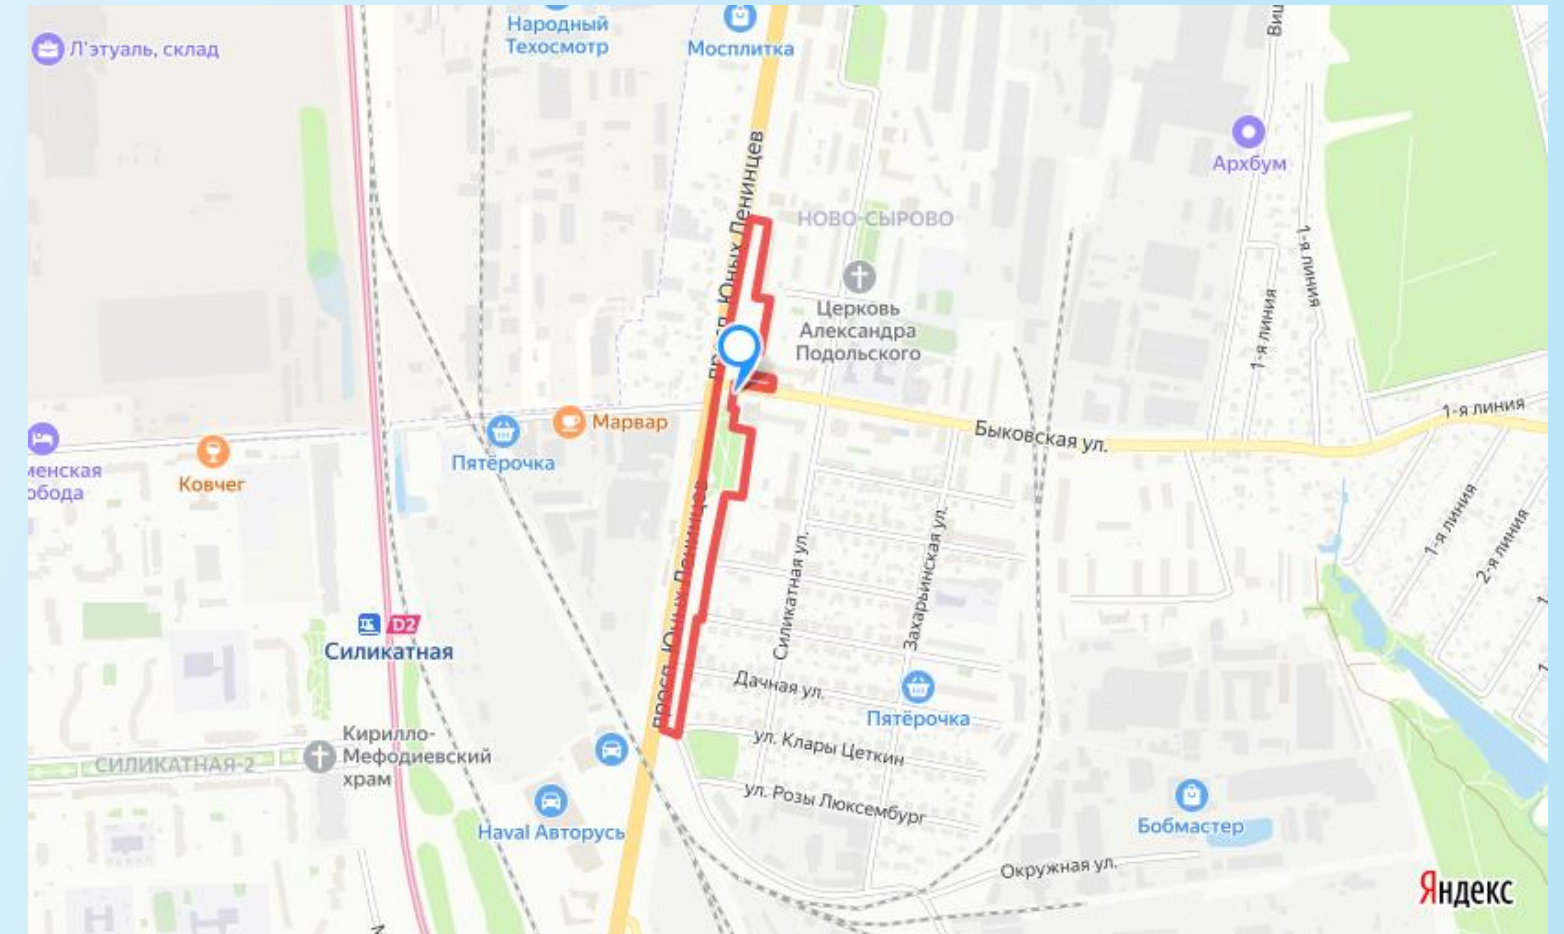 Народный
Техосмотр
Мосплитка
Л'этуаль, склад
Архбум
просп. Юных Ленинцев
НОВО-СЫРОВО
1-я линия
1-я линия
Церковь
Александра
Подольского
Марвар
Пятёрочка
Быковская ул.
1-я линия
менская
обода
Ковчег
1-я линия
2-я линия
просп. Юных Ленинцев
Силикатная ул.
Захарьинская ул.
D2
Силикатная
Дачная ул.
Пятёрочка
Кирилло-
Мефодиевский
храм
СИЛИКАТНАЯ-2
ул. Клары Цеткин
ул. Розы Люксембург
Haval Авторусь
Бобмастер
Окружная ул.
Яндекс